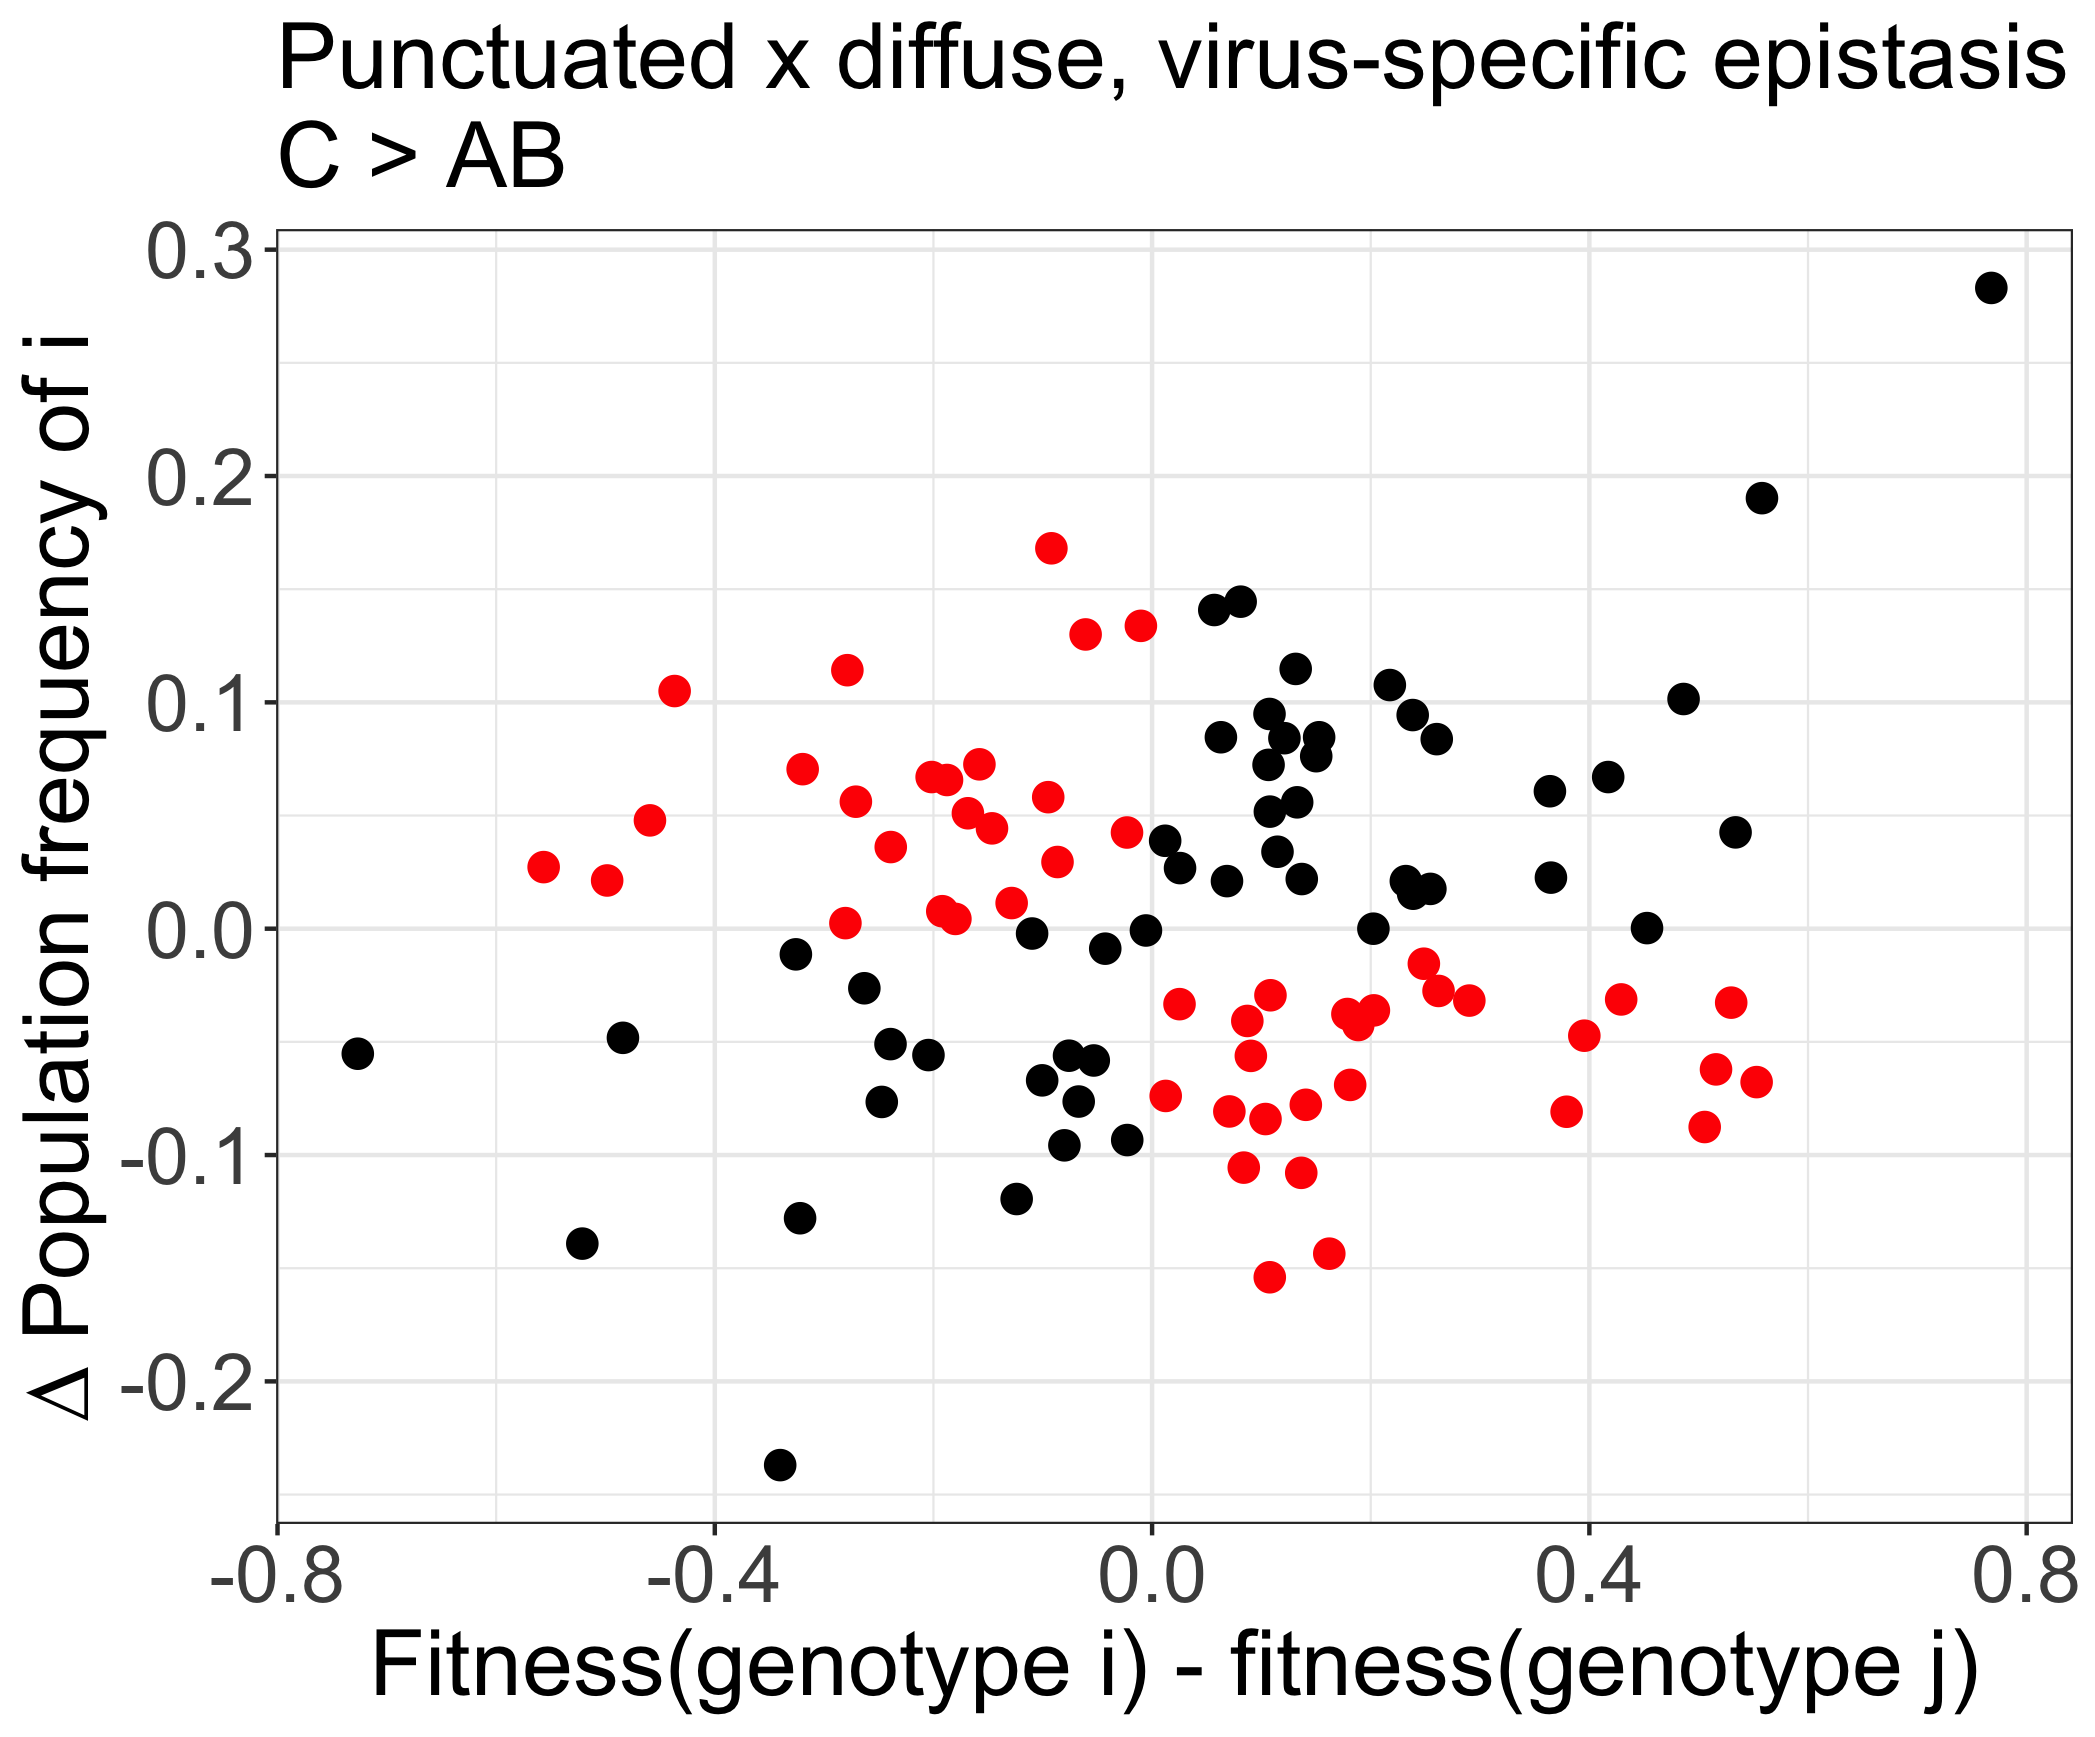 Punctuated x diffuse, virus-specific epistasis
C > AB
Δ Population frequency of i
0.3
0.2
0.1
0.0
-0.1
-0.2
-0.8 -0.4 0.0 0.4 0.8
Fitness(genotype i) - fitness(genotype j)